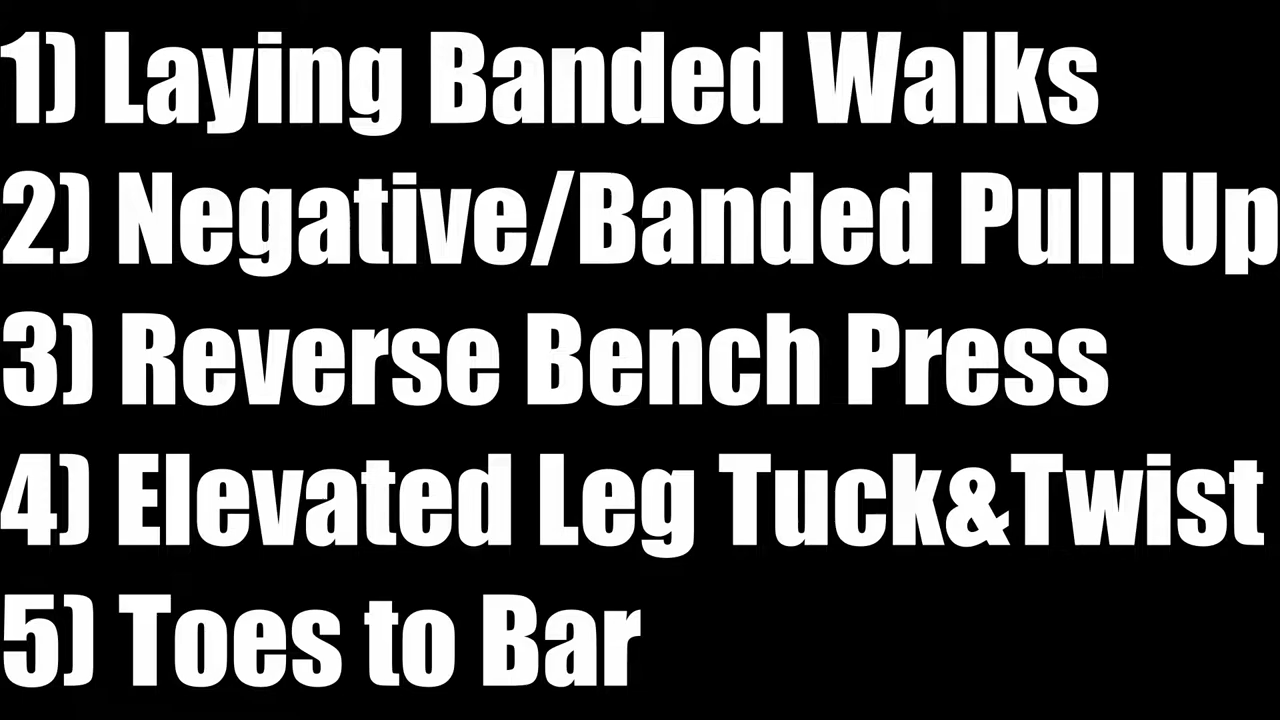 1) Laying Banded Walks
2) Negative/Banded Pull Up
3) Reverse Bench Press
4) Elevated Leg Tuck&Twist
5) Toes to Bar